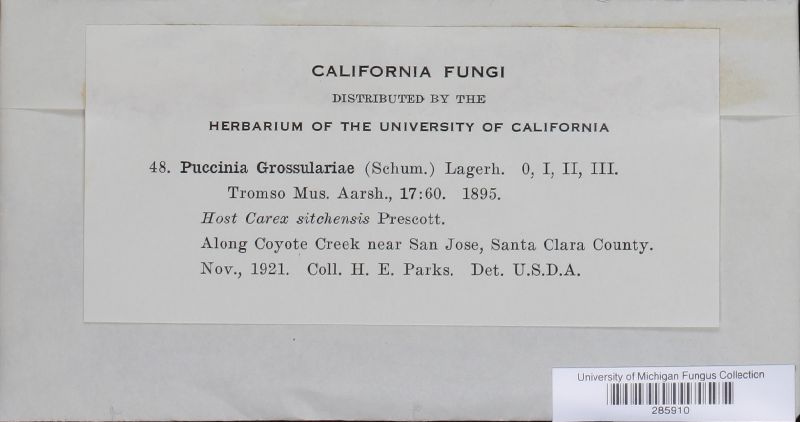 CALIFORNIA FUNGI
DISTRIBUTED BY THE
HERBARIUM OF THE UNIVERSITY OF CALIFORNIA
48. Puccinia Grossulariae (Schum.) Lagerh. 0, I, II, III.
Tromso Mus. Aarsh., 17:60. 1895.
Host Carex sitchensis Prescott.
Along Coyote Creek near San Jose, Santa Clara County.
Nov., 1921. Coll. H. E. Parks. Det. U.S.D.A.
University of Michigan Fungus Collection
285910